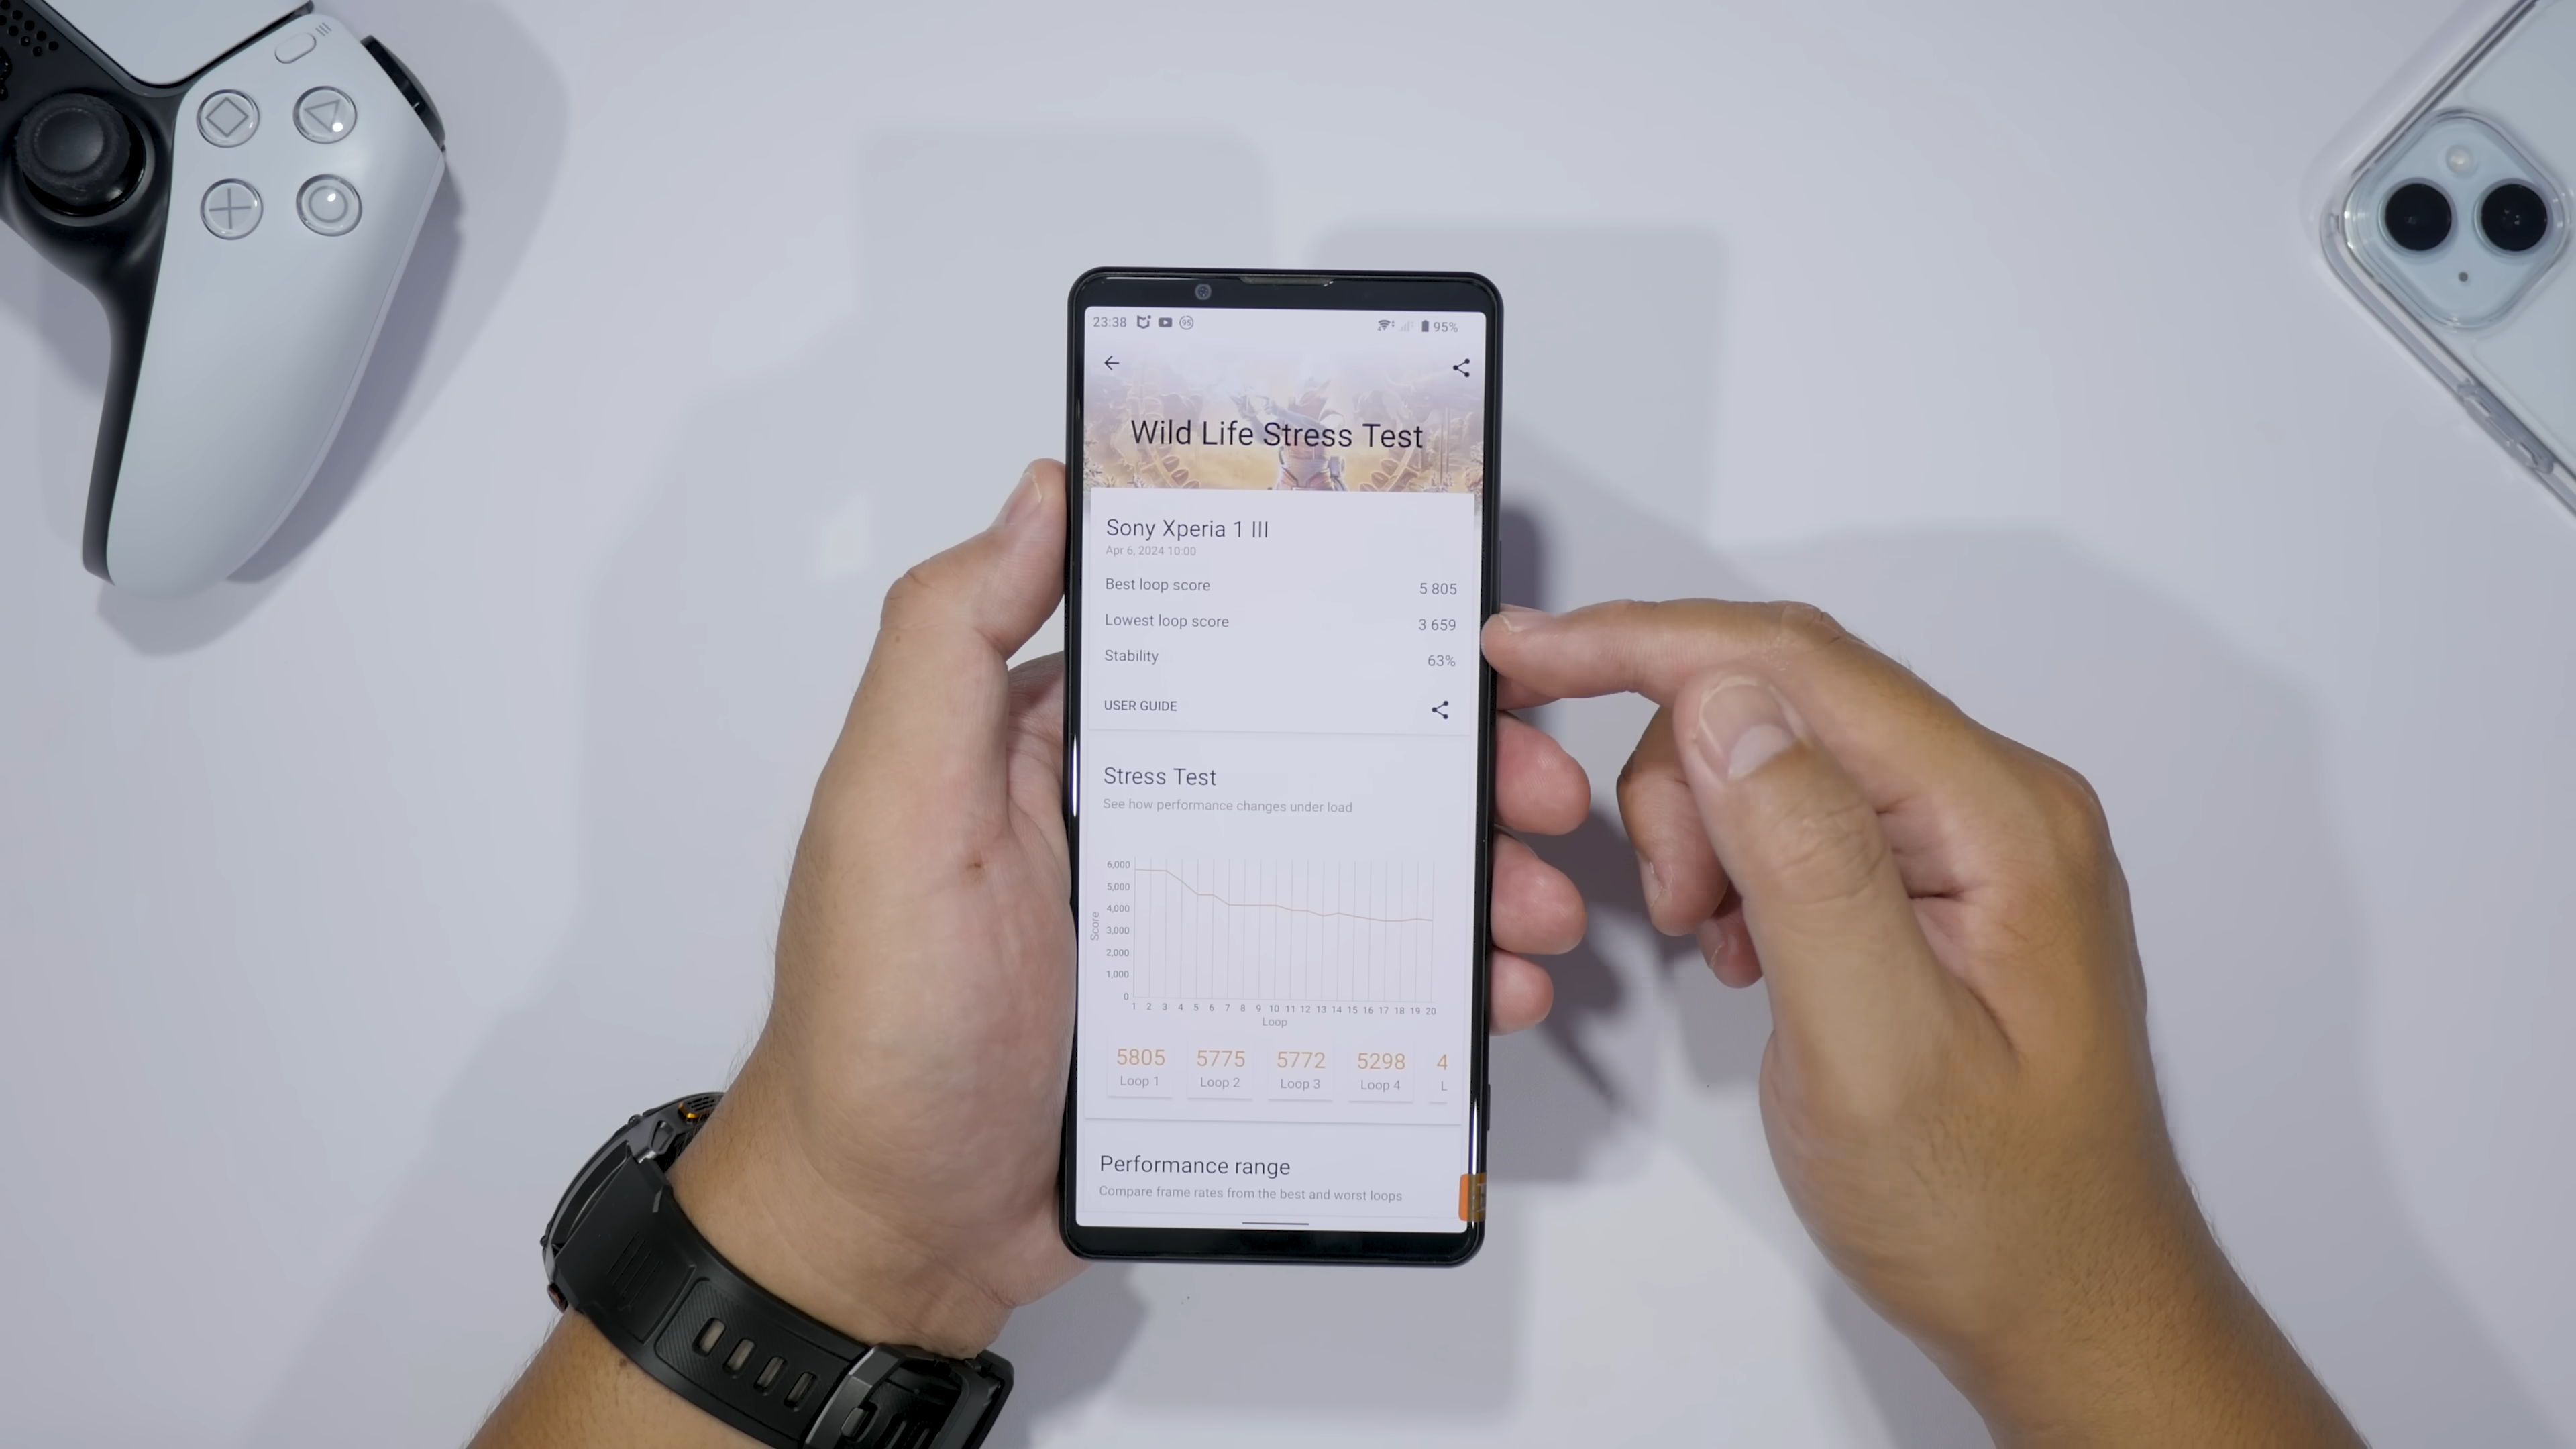 23:38 95 95%
Wild Life Stress Test
Sony Xperia 1 III
Apr 6, 2024 10:00
Best loop score 5 805
Lowest loop score 3 659
Stability 63%
USER GUIDE
Stress Test
See how performance changes under load
6,000
5,000
4,000
3,000
2,000
1,000
0
Score
1 2 3 4 5 6 7 8 9 10 11 12 13 14 15 16 17 18 19 20
Loop
5805 5775 5772 5298 4
Loop 1 Loop 2 Loop 3 Loop 4 L
Performance range
Compare frame rates from the best and worst loops